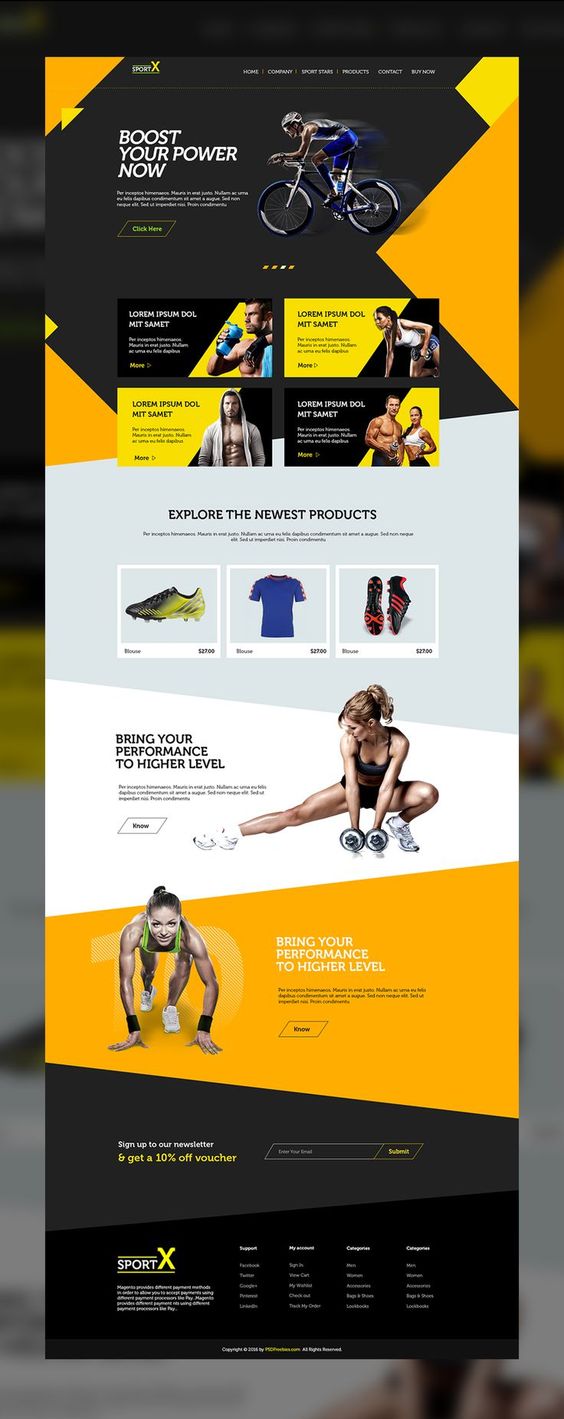 SPORT X
HOME
COMPANY
SPORT STARS
PRODUCTS
CONTACT
BUY NOW
BOOST
YOUR POWER
NOW
Per inceptos himenaeos. Mauris in erat justo. Nullam ac urna
eu felis dapibus condimentum sit amet a augue. Sed non
neque elit. Sed ut imperdiet nisi. Proin condimentu
Click Here
LOREM IPSUM DOL
MIT SAMET
Per inceptos himenaeos.
Mauris in erat justo. Nullam
ac urna eu felis dapibus
More
LOREM IPSUM DOL
MIT SAMET
Per inceptos himenaeos.
Mauris in erat justo. Nullam
ac urna eu felis dapibus
More
LOREM IPSUM DOL
MIT SAMET
Per inceptos himenaeos.
Mauris in erat justo. Nullam
ac urna eu felis dapibus
More
LOREM IPSUM DOL
MIT SAMET
Per inceptos himenaeos.
Mauris in erat justo. Nullam
ac urna eu felis dapibus
More
EXPLORE THE NEWEST PRODUCTS
Per inceptos himenaeos. Mauris in erat justo. Nullam ac urna eu felis dapibus condimentum sit amet a augue. Sed non neque
elit. Sed ut imperdiet nisi. Proin condimentu
Blouse $27.00
Blouse $27.00
Blouse $27.00
BRING YOUR
PERFORMANCE
TO HIGHER LEVEL
Per inceptos himenaeos. Mauris in erat justo. Nullam ac urna eu felis
dapibus condimentum sit amet a augue. Sed non neque elit. Sed ut
imperdiet nisi. Proin condimentu
Know
10
BRING YOUR
PERFORMANCE
TO HIGHER LEVEL
Per inceptos himenaeos. Mauris in erat justo. Nullam ac urna eu felis
dapibus condimentum sit amet a augue. Sed non neque elit. Sed ut
imperdiet nisi. Proin condimentu
Know
Sign up to our newsletter
& get a 10% off voucher
Enter Your Email
Submit
SPORT X
Magento provides different payment methods
in order to allow you to accept payments using
different payment processors like Pay...Magento
provides different payment nts using different
payment processors like Pay...
Support
Facebook
Twitter
Google+
Pinterest
LinkedIn
My account
Sign In
View Cart
My Wishlist
Check out
Track My Order
Categories
Men
Women
Accessories
Bags & Shoes
Lookbooks
Categories
Men
Women
Accessories
Bags & Shoes
Lookbooks
Copyright © 2016 by PSDFreebies.com All Rights Reserved.